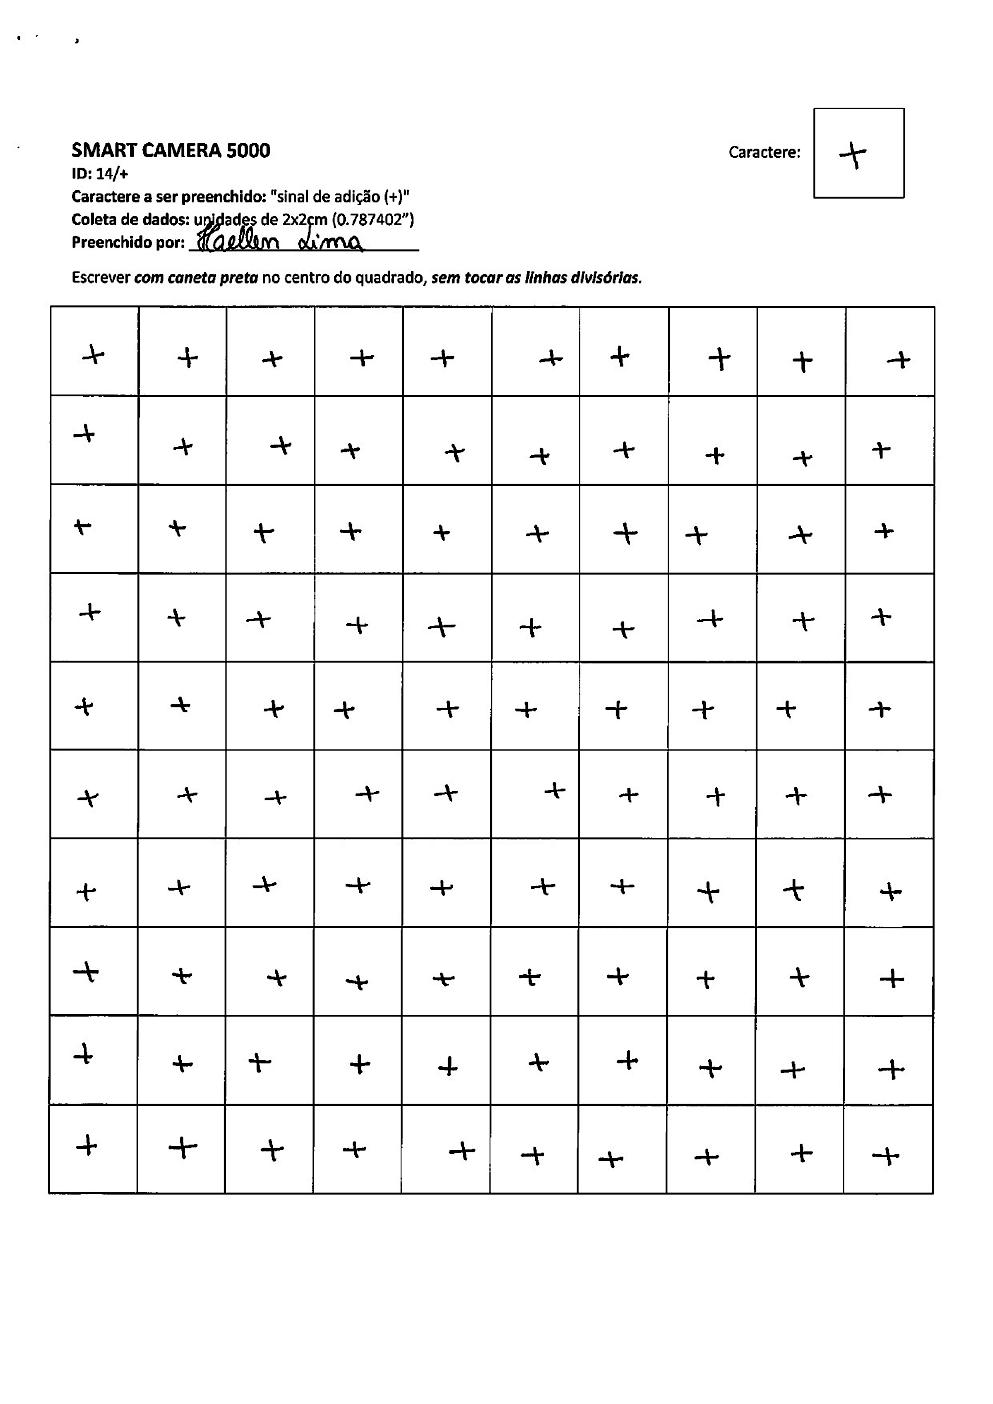 SMART CAMERA 5000
Caractere: +
ID: 14/+
Caractere a ser preenchido: "sinal de adição (+)"
Coleta de dados: unidades de 2x2cm (0.787402")
Preenchido por: Haellen Lima
Escrever com caneta preta no centro do quadrado, sem tocar as linhas divisórias.
+ + + + + + + + + +
+ + + + + + + + + +
+ + + + + + + + + +
+ + + + + + + + + +
+ + + + + + + + + +
+ + + + + + + + + +
+ + + + + + + + + +
+ + + + + + + + + +
+ + + + + + + + + +
+ + + + + + + + + +